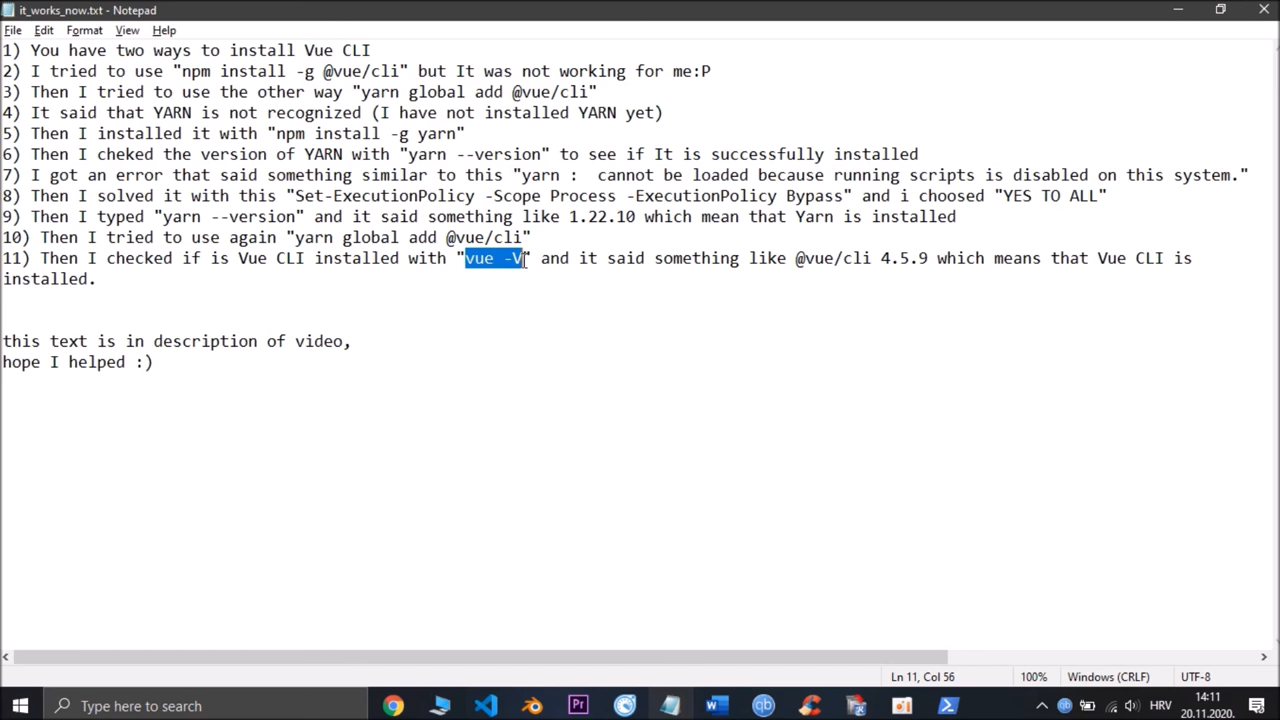 it_works_now.txt - Notepad
File Edit Format View Help
1) You have two ways to install Vue CLI
2) I tried to use "npm install -g @vue/cli" but It was not working for me:P
3) Then I tried to use the other way "yarn global add @vue/cli"
4) It said that YARN is not recognized (I have not installed YARN yet)
5) Then I installed it with "npm install -g yarn"
6) Then I cheked the version of YARN with "yarn --version" to see if It is successfully installed
7) I got an error that said something similar to this "yarn :  cannot be loaded because running scripts is disabled on this system."
8) Then I solved it with this "Set-ExecutionPolicy -Scope Process -ExecutionPolicy Bypass" and i choosed "YES TO ALL"
9) Then I typed "yarn --version" and it said something like 1.22.10 which mean that Yarn is installed
10) Then I tried to use again "yarn global add @vue/cli"
11) Then I checked if is Vue CLI installed with "vue -V" and it said something like @vue/cli 4.5.9 which means that Vue CLI is
installed.
this text is in description of video,
hope I helped :)
Ln 11, Col 56 100% Windows (CRLF) UTF-8
Type here to search
HRV
14:11
20.11.2020.